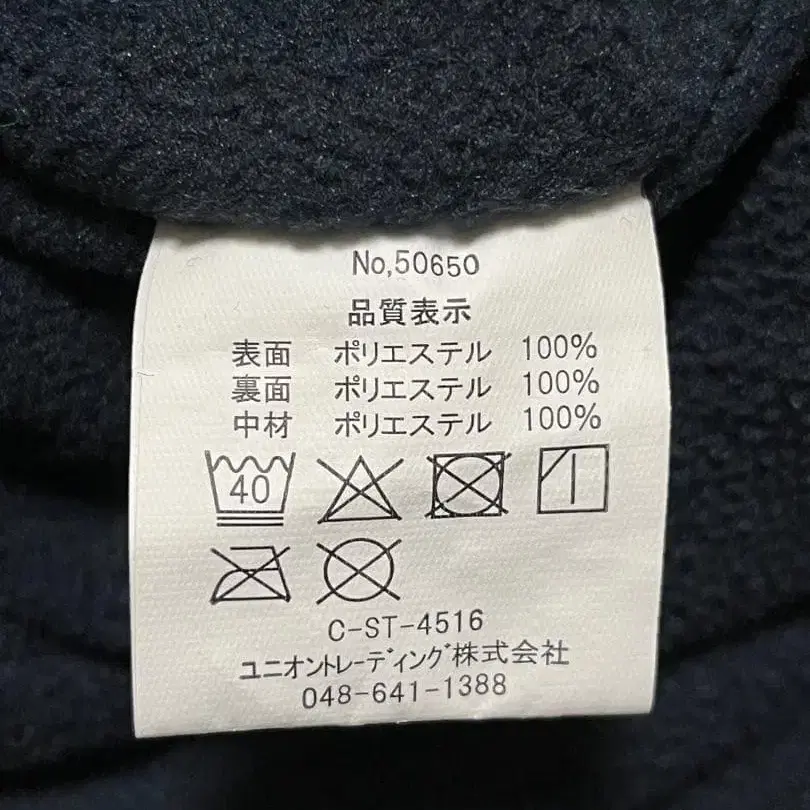 No,50650
品質表示
表面 ポリエステル 100%
裏面 ポリエステル 100%
中材 ポリエステル 100%
40
C-ST-4516
ユニオントレーディング株式会社
048-641-1388